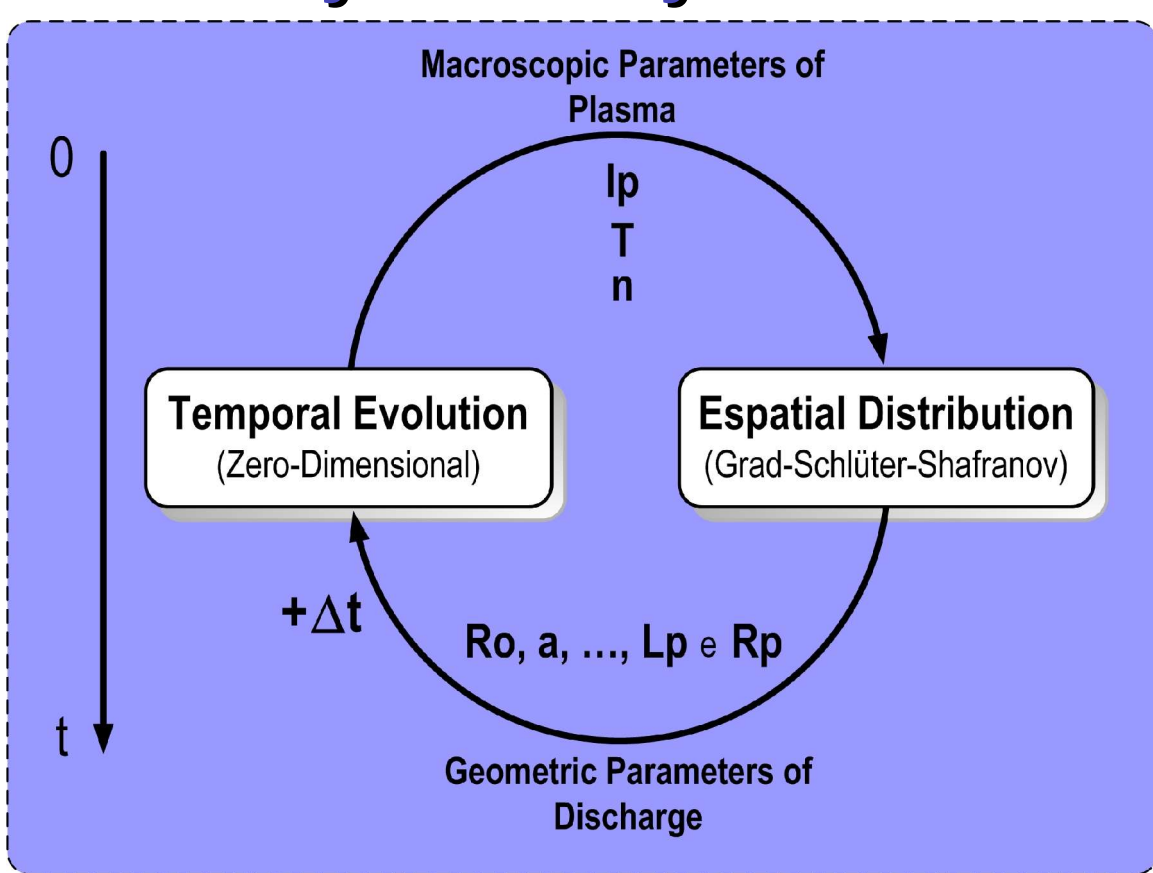 Macroscopic Parameters of
Plasma
0
Ip
T
n
Temporal Evolution
(Zero-Dimensional)
Espatial Distribution
(Grad-Schlüter-Shafranov)
+Δt
Ro, a, ..., Lp e Rp
t
Geometric Parameters of
Discharge